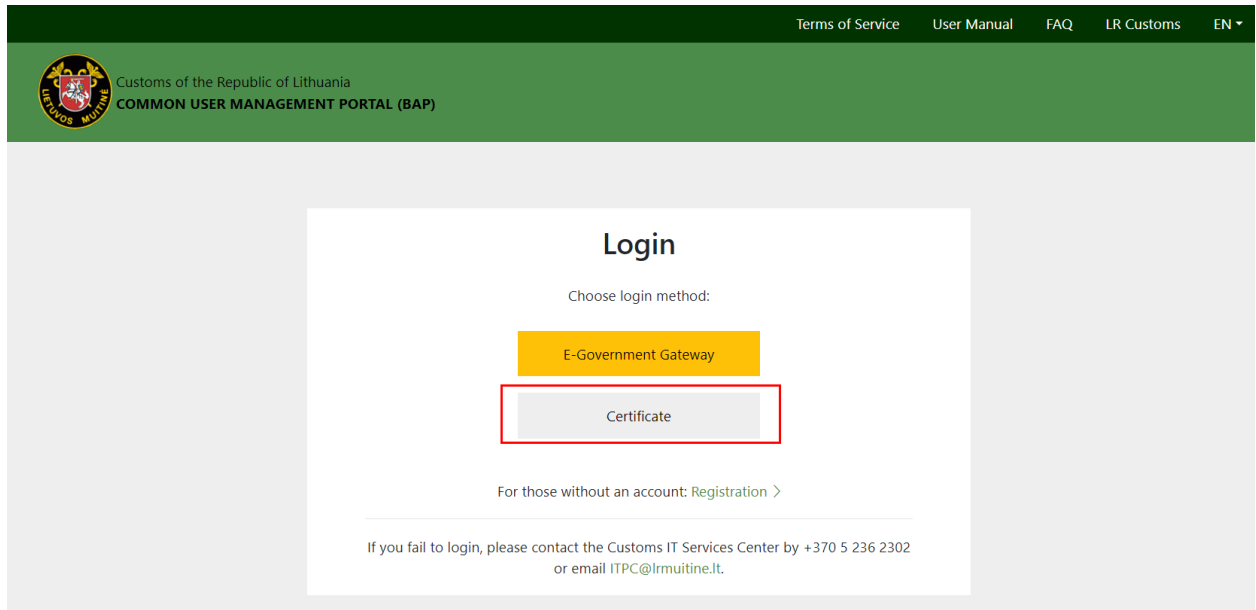 Terms of Service User Manual FAQ LR Customs EN
LIETUVOS MUITINĖ
Customs of the Republic of Lithuania
COMMON USER MANAGEMENT PORTAL (BAP)
Login
Choose login method:
E-Government Gateway
Certificate
For those without an account: Registration >
If you fail to login, please contact the Customs IT Services Center by +370 5 236 2302
or email ITPC@lrmuitine.lt.